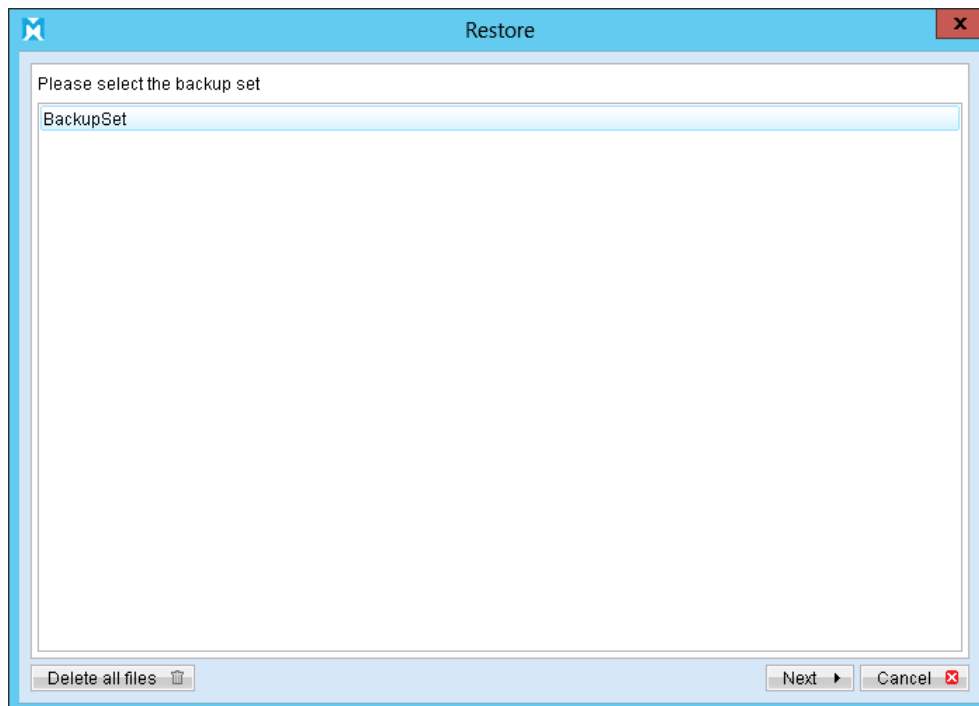 Restore
x
Please select the backup set
BackupSet
Delete all files
Next
Cancel